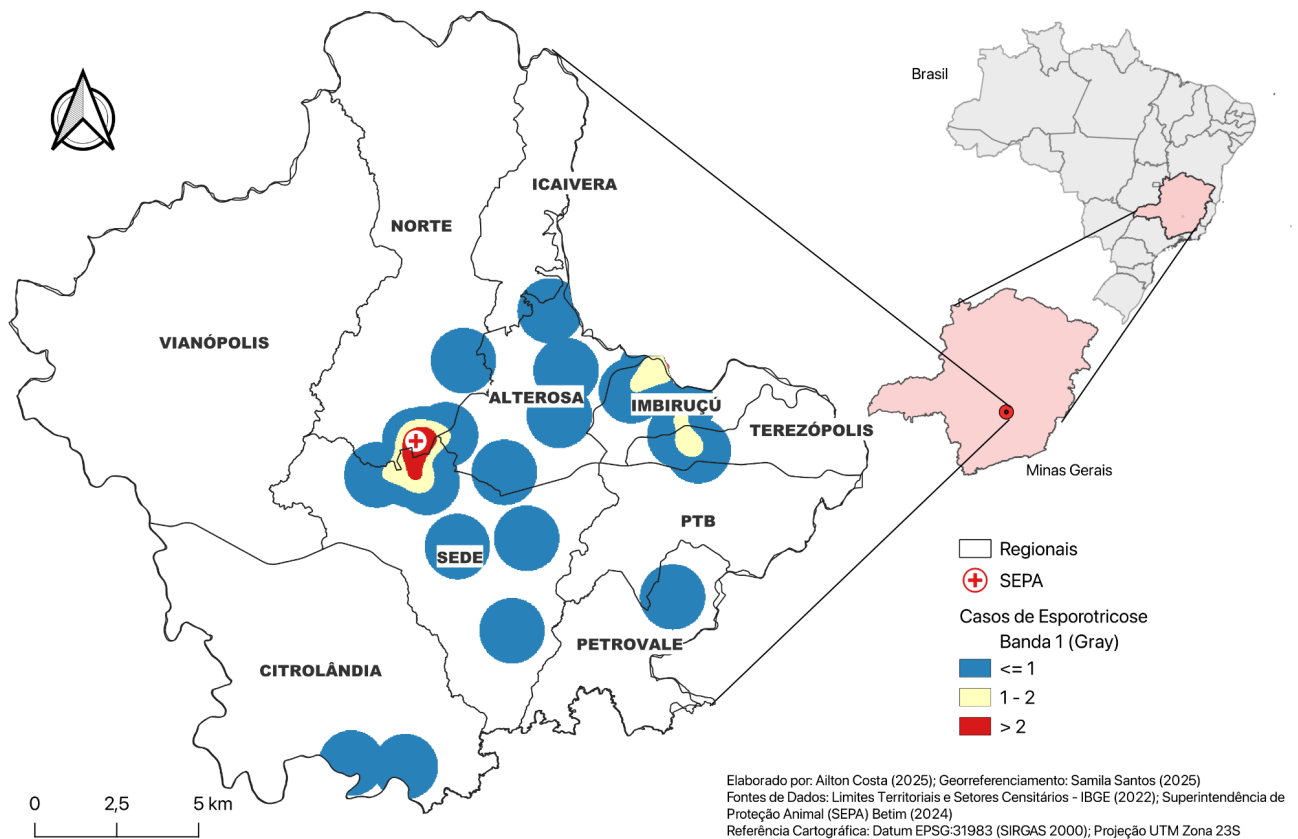 Brasil
ICAIVERA
NORTE
VIANÓPOLIS
ALTEROSA
IMBIRUÇÚ
TEREZÓPOLIS
Minas Gerais
PTB
SEDE
PETROVALE
CITROLÂNDIA
Regionais
SEPA
Casos de Esporotricose
Banda 1 (Gray)
<= 1
1 - 2
> 2
0 2,5 5 km
Elaborado por: Ailton Costa (2025); Georreferenciamento: Samila Santos (2025)
Fontes de Dados: Limites Territoriais e Setores Censitários - IBGE (2022); Superintendência de
Proteção Animal (SEPA) Betim (2024)
Referência Cartográfica: Datum EPSG:31983 (SIRGAS 2000); Projeção UTM Zona 23S